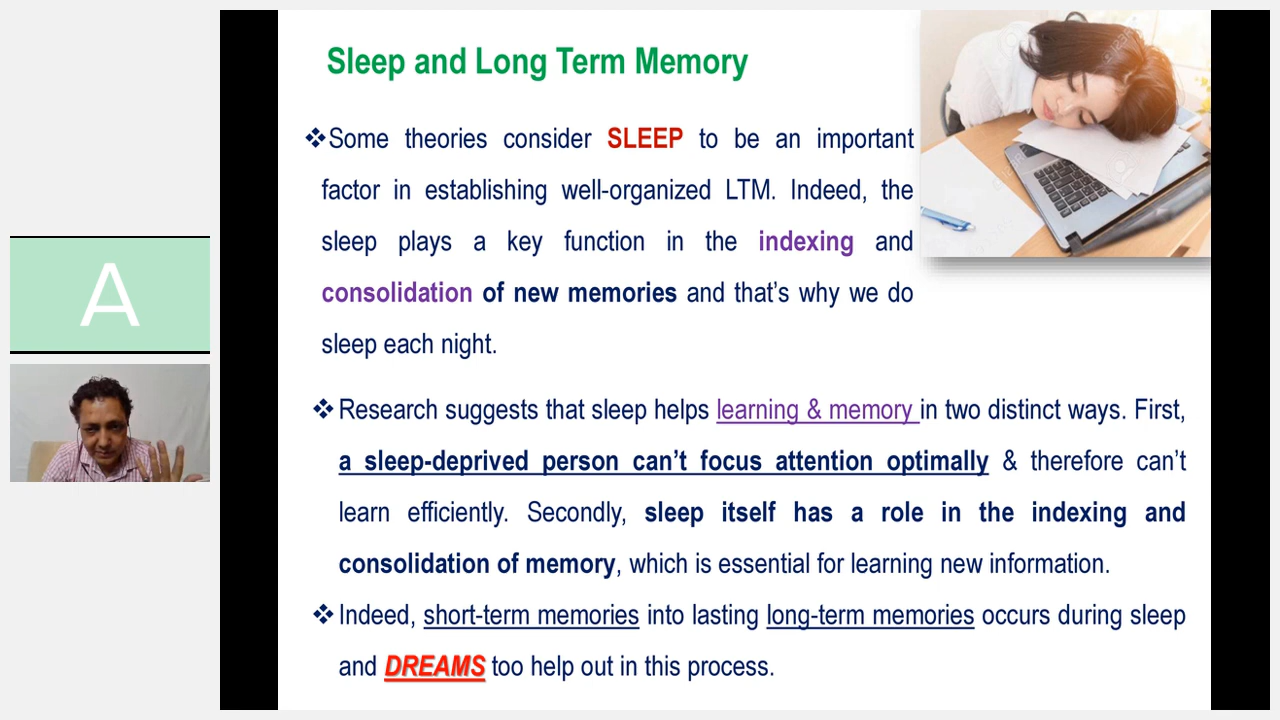 Sleep and Long Term Memory
❖Some theories consider SLEEP to be an important
factor in establishing well-organized LTM. Indeed, the
sleep plays a key function in the indexing and
consolidation of new memories and that’s why we do
sleep each night.
❖Research suggests that sleep helps learning & memory in two distinct ways. First,
a sleep-deprived person can’t focus attention optimally & therefore can’t
learn efficiently. Secondly, sleep itself has a role in the indexing and
consolidation of memory, which is essential for learning new information.
❖Indeed, short-term memories into lasting long-term memories occurs during sleep
and DREAMS too help out in this process.
A